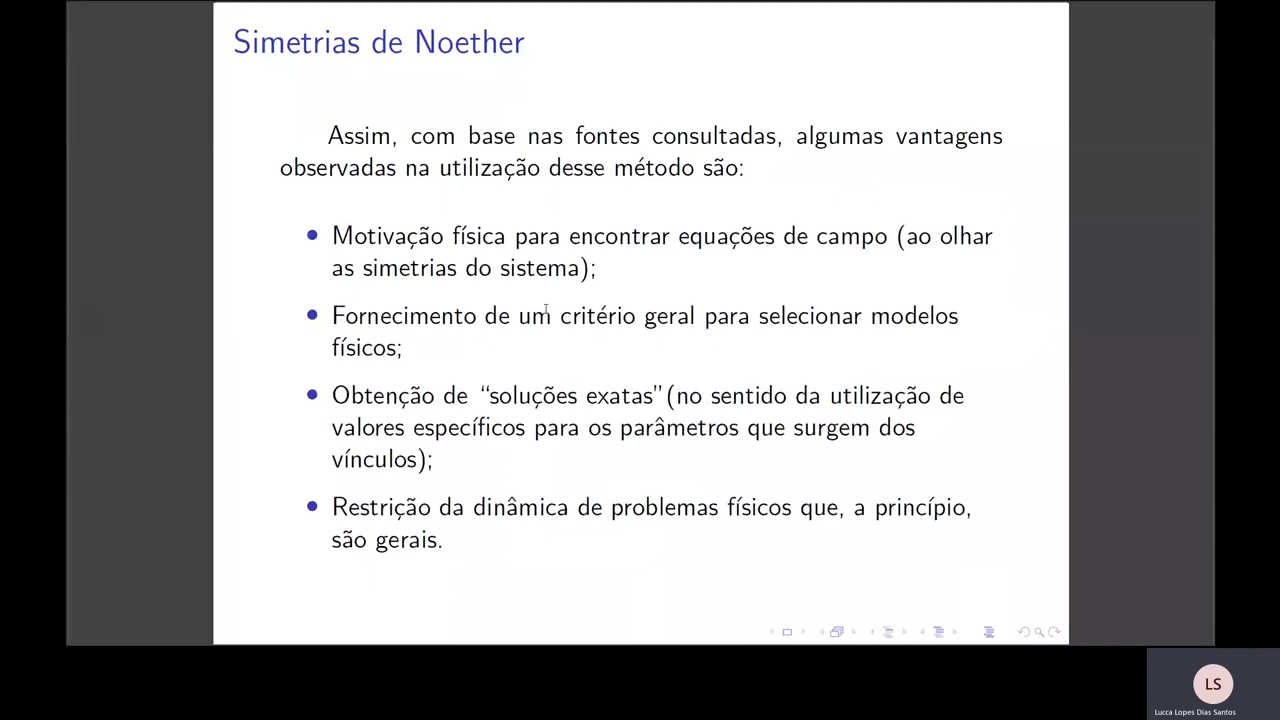 Simetrias de Noether
Assim, com base nas fontes consultadas, algumas vantagens
observadas na utilização desse método são:
• Motivação física para encontrar equações de campo (ao olhar
as simetrias do sistema);
• Fornecimento de um critério geral para selecionar modelos
físicos;
• Obtenção de “soluções exatas”(no sentido da utilização de
valores específicos para os parâmetros que surgem dos
vínculos);
• Restrição da dinâmica de problemas físicos que, a princípio,
são gerais.
LS
Lucca Lopes Dias Santos